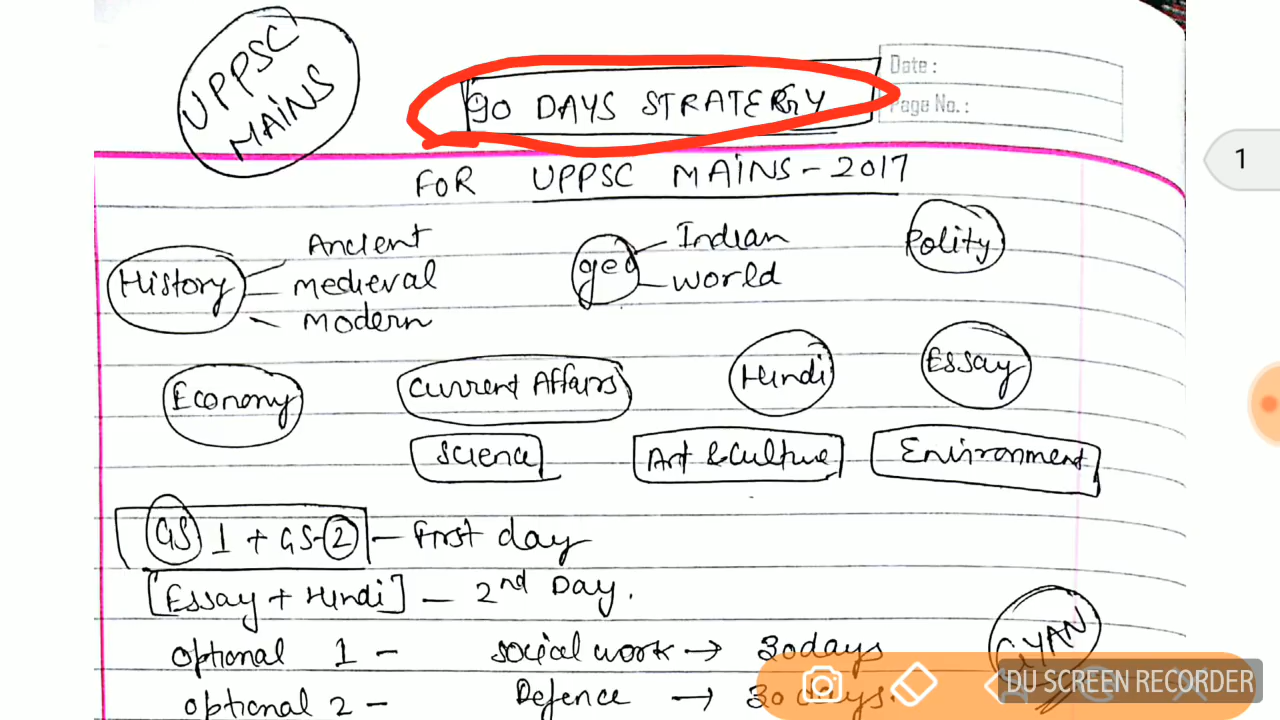 UPPSC
MAINS
90 DAYS STRATERGY
Date :
Page No. :
1
FOR UPPSC MAINS - 2017
History
Ancient
medieval
modern
geo
Indian
world
Polity
Economy
Current Affairs
Hindi
Essay
Science
Art & Culture
Environment
GS 1 + GS-2 - First day
[Essay + Hindi] - 2nd Day.
optional 1 - social work → 30 days
optional 2 - Defence → 30 days.
GYAN
DU SCREEN RECORDER